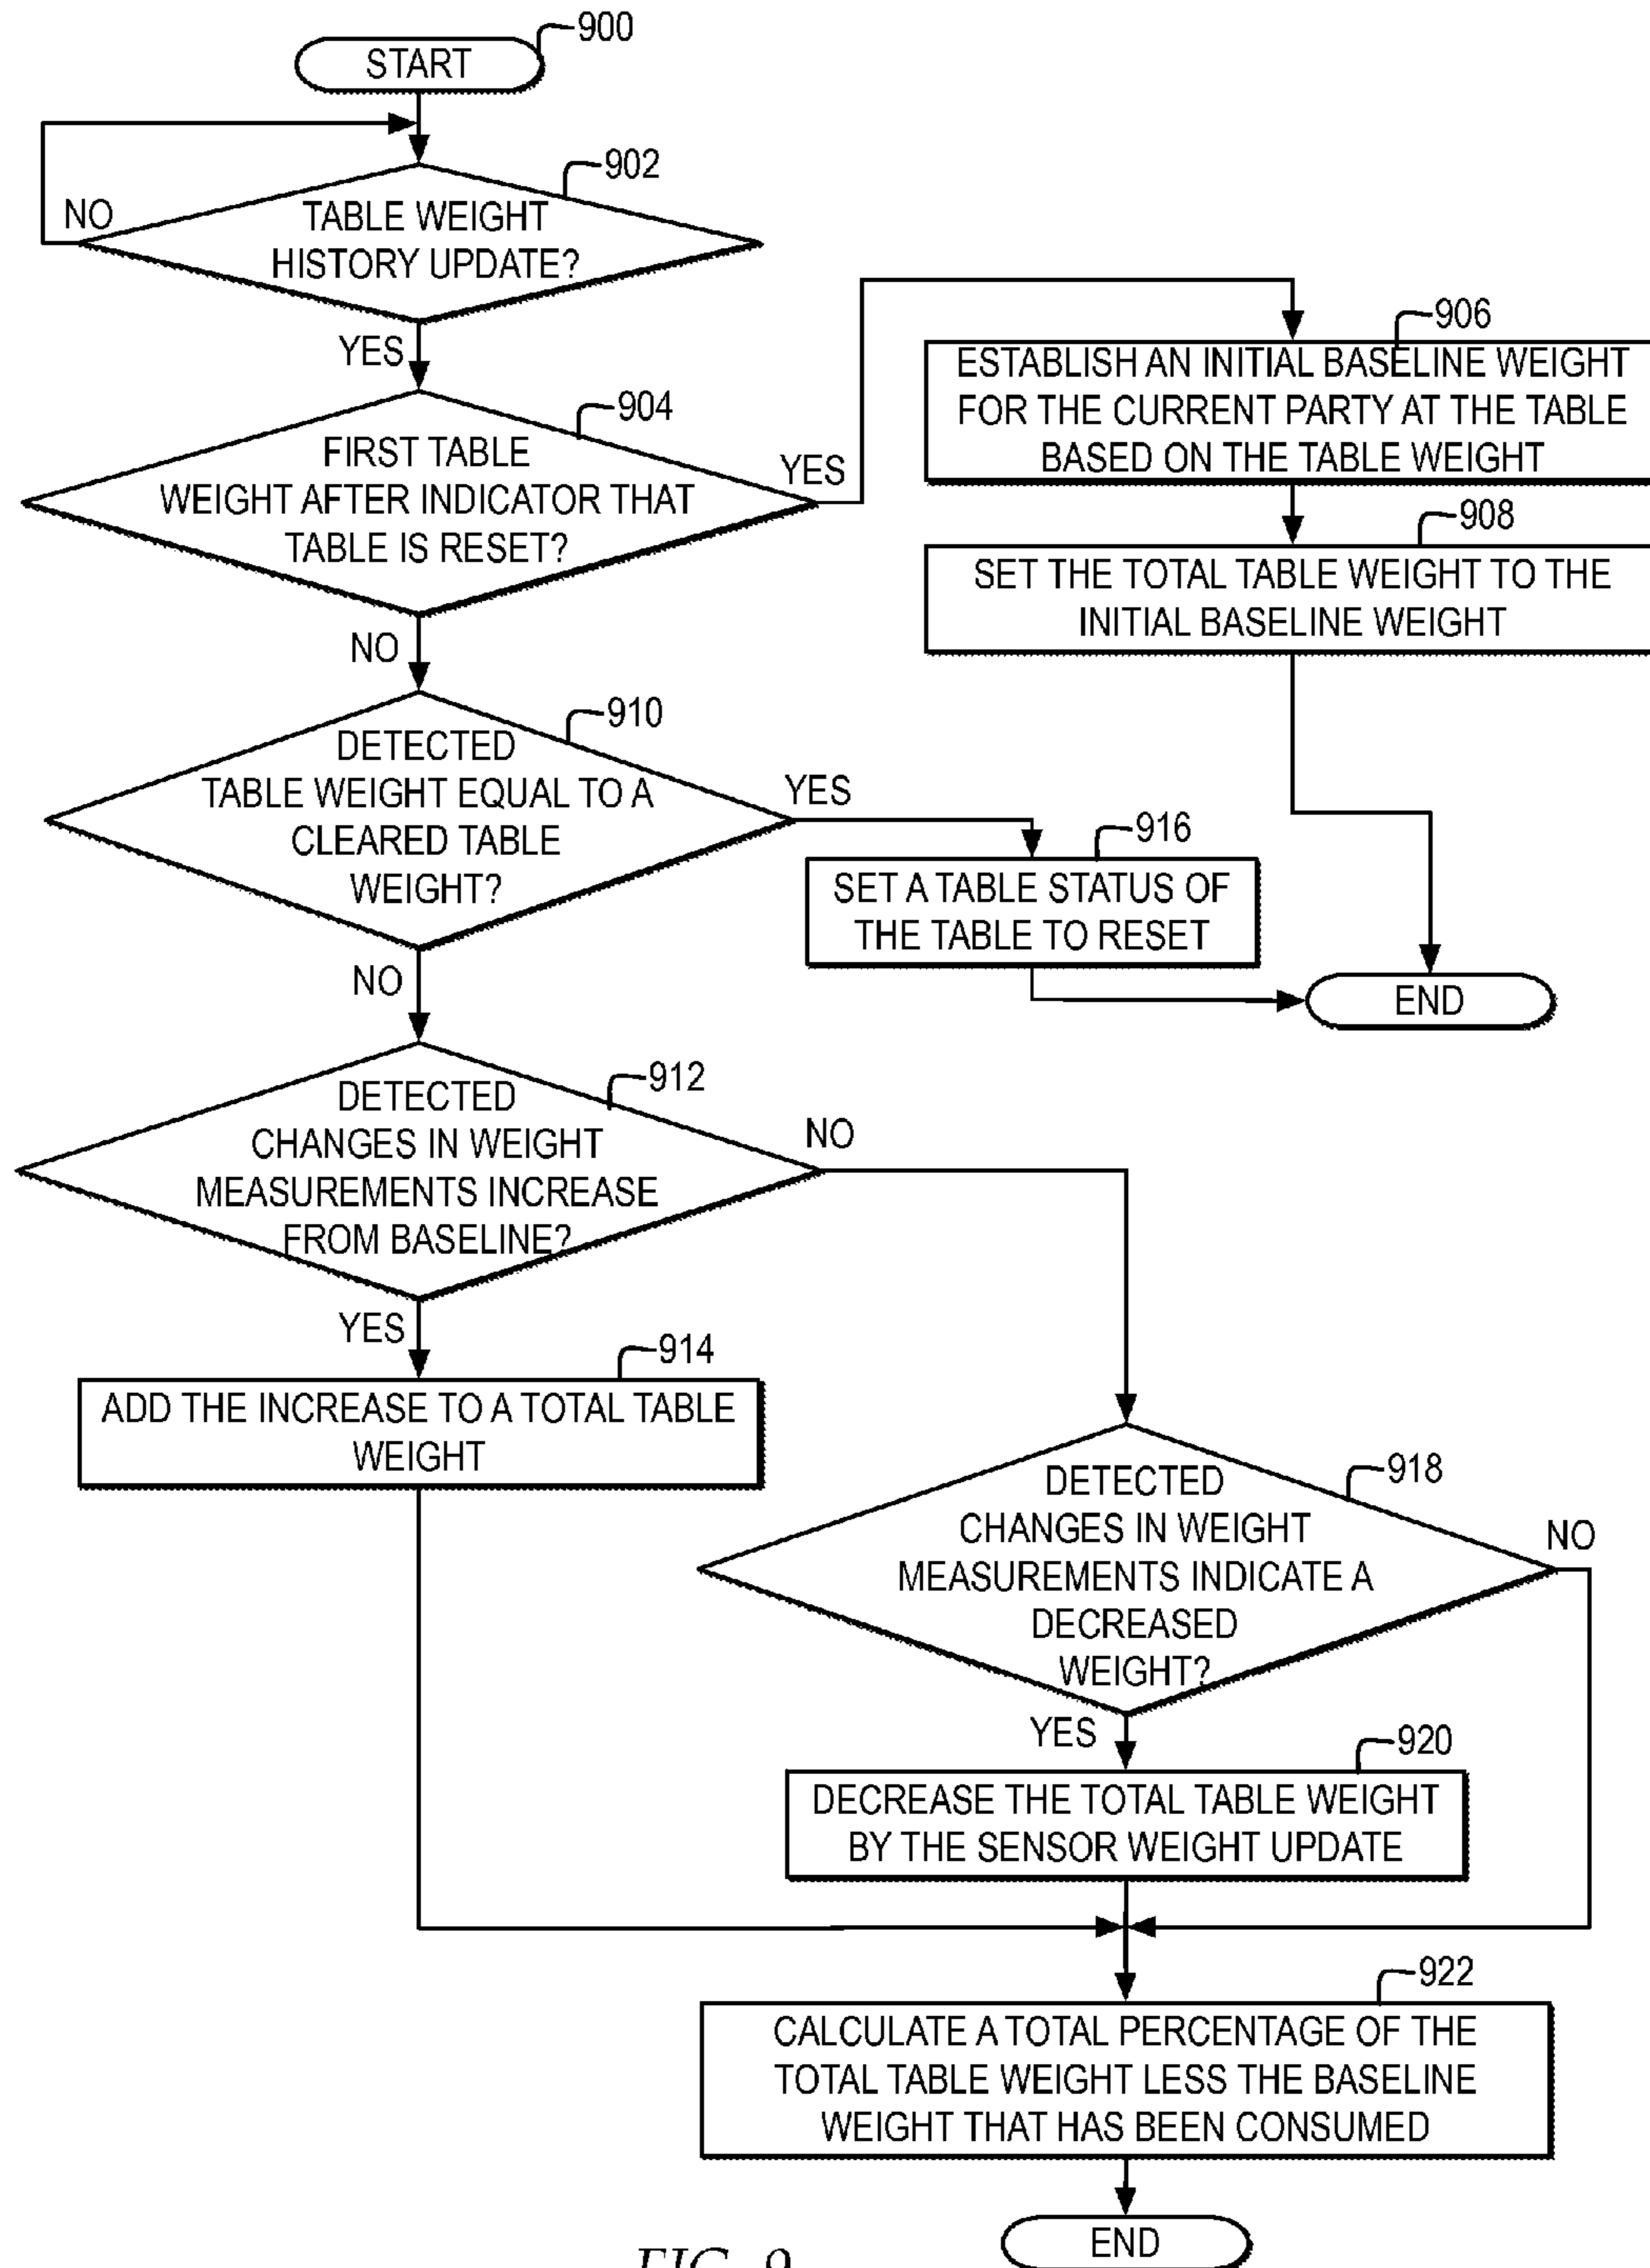 900
START
902
NO
TABLE WEIGHT
HISTORY UPDATE?
YES
904
FIRST TABLE
WEIGHT AFTER INDICATOR THAT
TABLE IS RESET?
YES
906
ESTABLISH AN INITIAL BASELINE WEIGHT
FOR THE CURRENT PARTY AT THE TABLE
BASED ON THE TABLE WEIGHT
908
SET THE TOTAL TABLE WEIGHT TO THE
INITIAL BASELINE WEIGHT
NO
910
DETECTED
TABLE WEIGHT EQUAL TO A
CLEARED TABLE
WEIGHT?
YES
916
SET A TABLE STATUS OF
THE TABLE TO RESET
END
NO
912
DETECTED
CHANGES IN WEIGHT
MEASUREMENTS INCREASE
FROM BASELINE?
NO
YES
914
ADD THE INCREASE TO A TOTAL TABLE
WEIGHT
918
DETECTED
CHANGES IN WEIGHT
MEASUREMENTS INDICATE A
DECREASED
WEIGHT?
NO
YES
920
DECREASE THE TOTAL TABLE WEIGHT
BY THE SENSOR WEIGHT UPDATE
922
CALCULATE A TOTAL PERCENTAGE OF THE
TOTAL TABLE WEIGHT LESS THE BASELINE
WEIGHT THAT HAS BEEN CONSUMED
END
FIG. 9